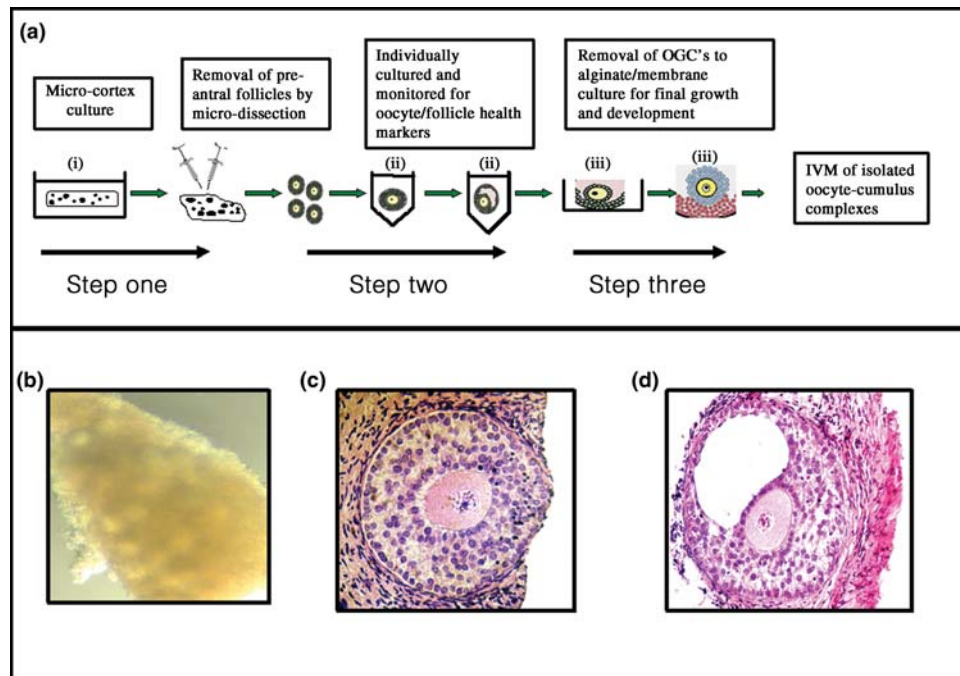 (a)
Micro-cortex
culture
Removal of pre-
antral follicles by
micro-dissection
Individually
cultured and
monitored for
oocyte/follicle health
markers
Removal of OGC's to
alginate/membrane
culture for final growth
and development
(i)
(ii)
(ii)
(iii)
(iii)
IVM of isolated
oocyte-cumulus
complexes
Step one
Step two
Step three
(b)
(c)
(d)